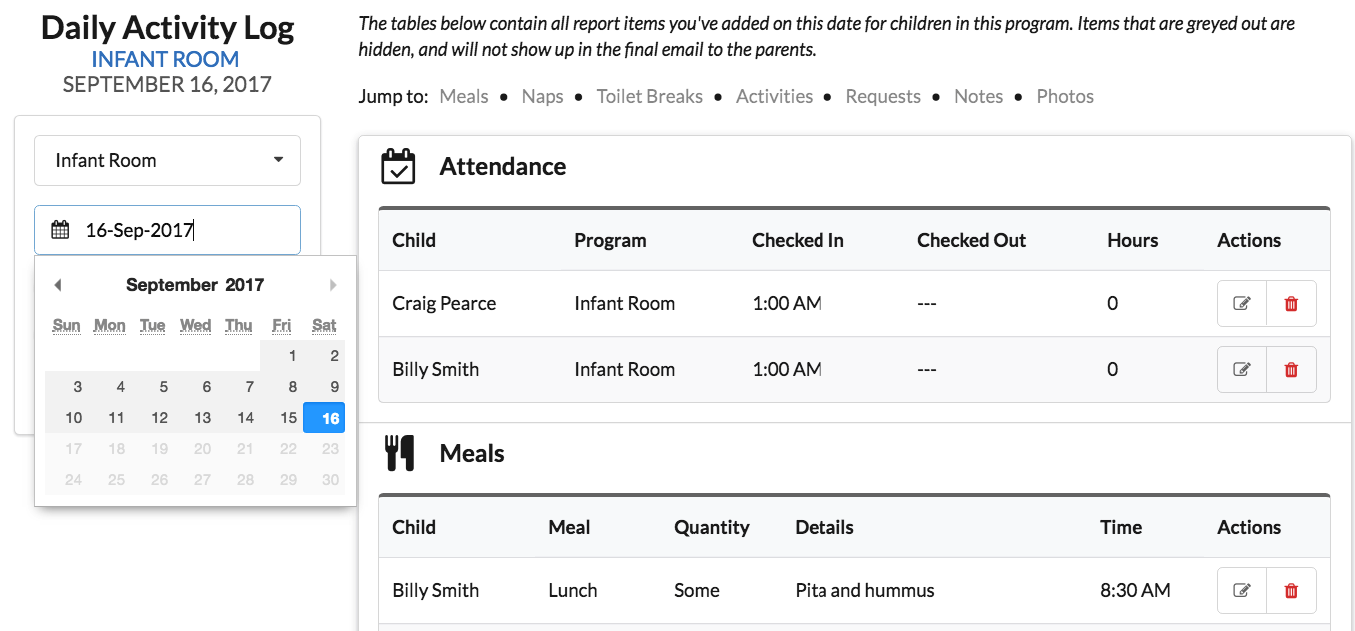 Daily Activity Log
INFANT ROOM
SEPTEMBER 16, 2017
Infant Room
16-Sep-2017
September 2017
Sun Mon Tue Wed Thu Fri Sat
1 2
3 4 5 6 7 8 9
10 11 12 13 14 15 16
17 18 19 20 21 22 23
24 25 26 27 28 29 30
The tables below contain all report items you've added on this date for children in this program. Items that are greyed out are
hidden, and will not show up in the final email to the parents.
Jump to: Meals • Naps • Toilet Breaks • Activities • Requests • Notes • Photos
Attendance
Child Program Checked In Checked Out Hours Actions
Craig Pearce Infant Room 1:00 AM --- 0
Billy Smith Infant Room 1:00 AM --- 0
Meals
Child Meal Quantity Details Time Actions
Billy Smith Lunch Some Pita and hummus 8:30 AM